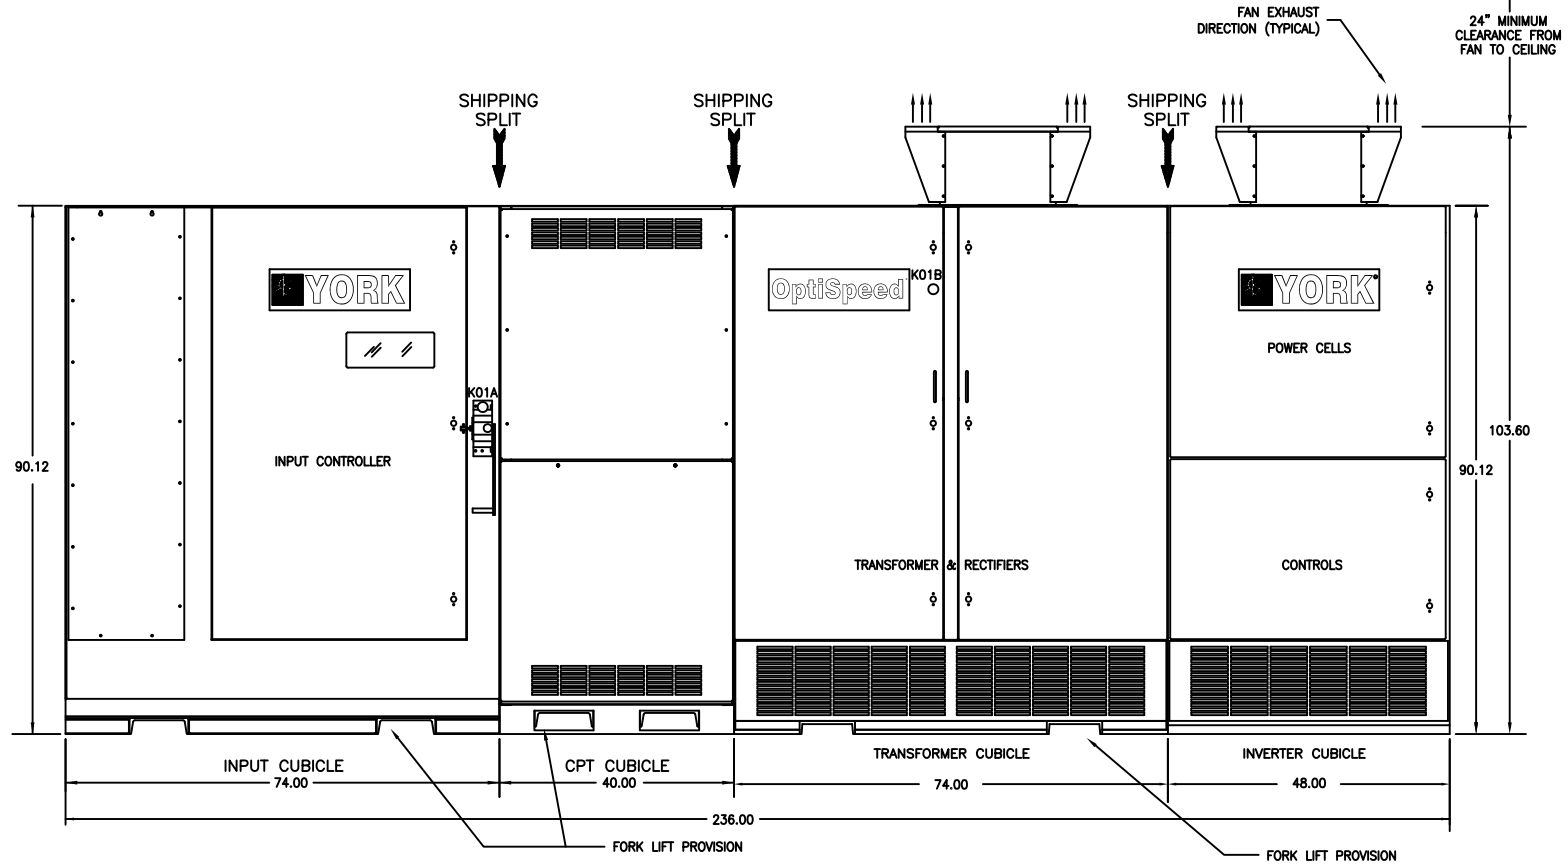 FAN EXHAUST
DIRECTION (TYPICAL)
24" MINIMUM
CLEARANCE FROM
FAN TO CEILING
SHIPPING
SPLIT
SHIPPING
SPLIT
SHIPPING
SPLIT
YORK
OptiSpeed
K01B
YORK
POWER CELLS
K01A
INPUT CONTROLLER
90.12
103.60
90.12
TRANSFORMER & RECTIFIERS
CONTROLS
INPUT CUBICLE
74.00
CPT CUBICLE
40.00
TRANSFORMER CUBICLE
74.00
INVERTER CUBICLE
48.00
236.00
FORK LIFT PROVISION
FORK LIFT PROVISION